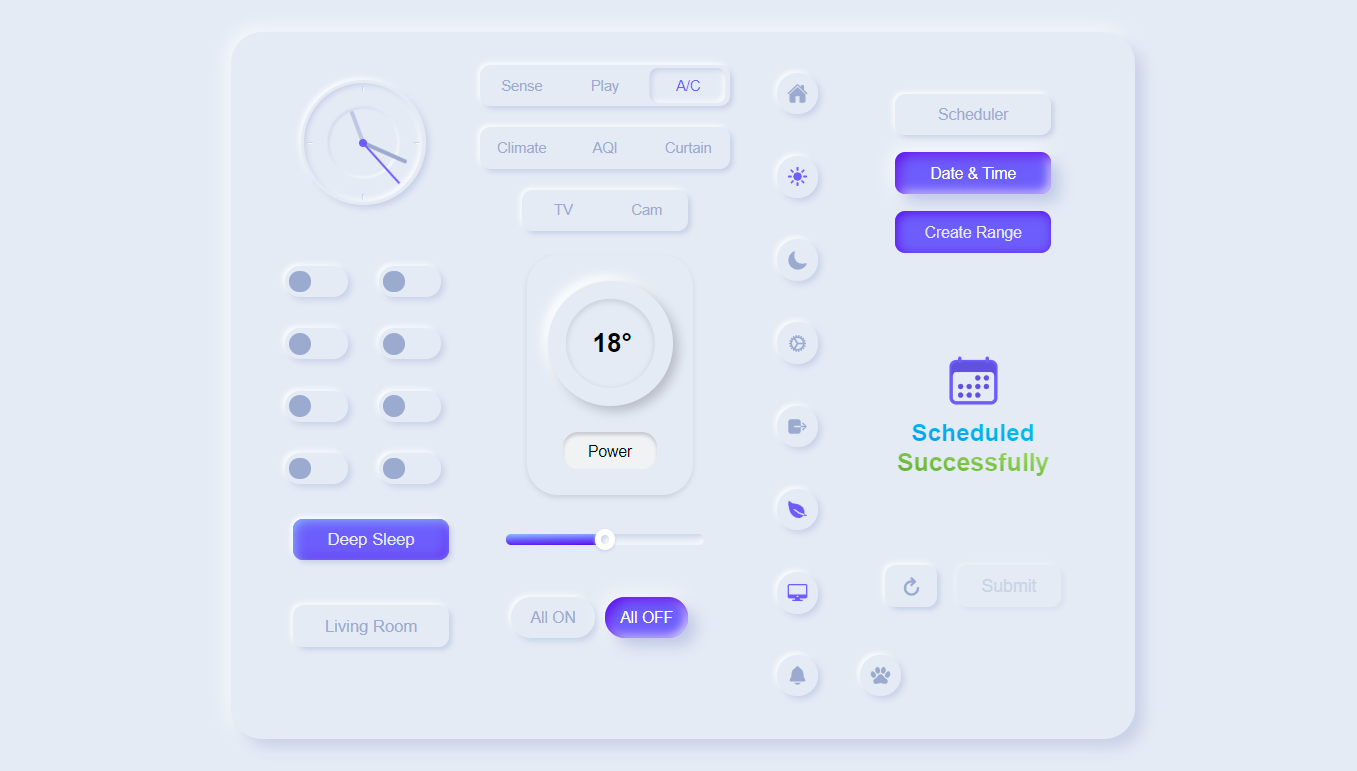 Sense Play A/C
Climate AQI Curtain
TV Cam
18°
Power
Deep Sleep
Living Room
All ON All OFF
Scheduler
Date & Time
Create Range
Scheduled
Successfully
Submit